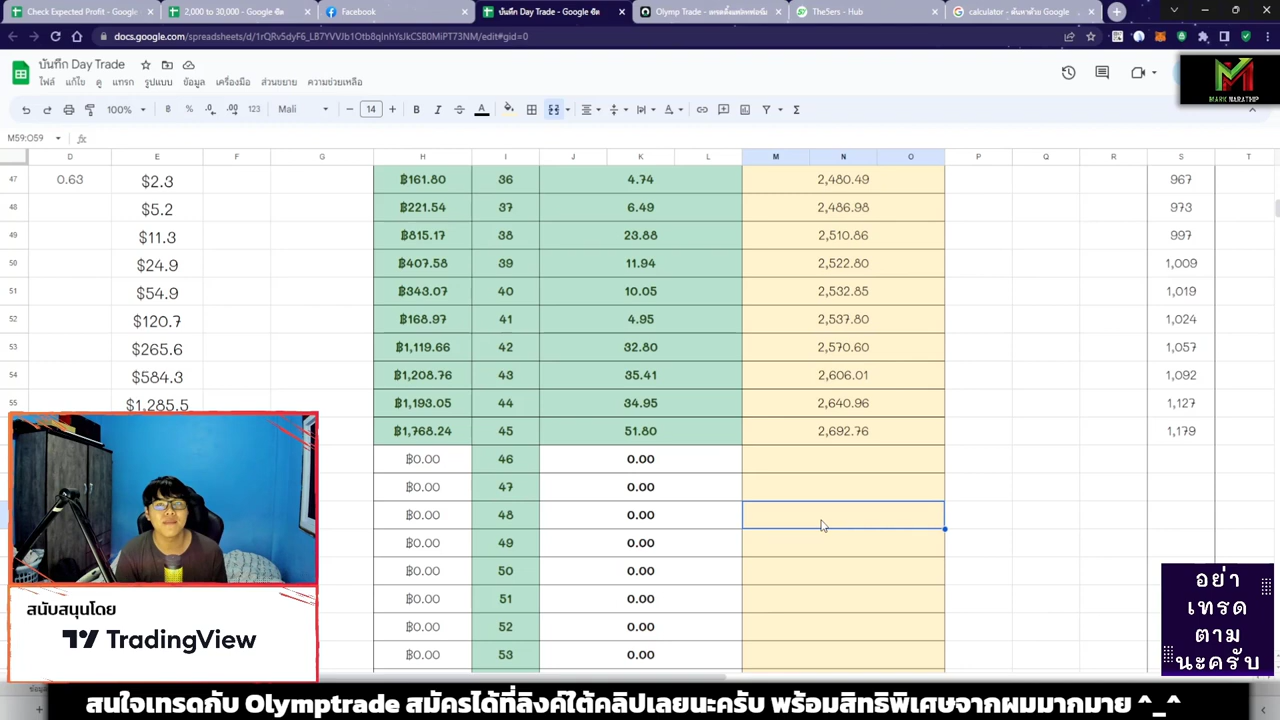 Check Expected Profit - Google
2,000 to 30,000 - Google ชีต
Facebook
บันทึก Day Trade - Google ชีต
The5ers - Hub
calculator - ค้นหาด้วย Google
docs.google.com/spreadsheets/d/
/edit#gid=0
บันทึก Day Trade
ไฟล์ แก้ไข ดู แทรก รูปแบบ ข้อมูล เครื่องมือ ส่วนขยาย ความช่วยเหลือ
100% ฿ % .0 .00 123 Mali 14 B I S A
M59:O59 fx
MARK NARATHIP
D E F G H I J K L M N O P Q R S T
47 0.63 $2.3 ฿161.80 36 4.74 2,480.49 967
48 $5.2 ฿221.54 37 6.49 2,486.98 973
49 $11.3 ฿815.17 38 23.88 2,510.86 997
50 $24.9 ฿407.58 39 11.94 2,522.80 1,009
51 $54.9 ฿343.07 40 10.05 2,532.85 1,019
52 $120.7 ฿168.97 41 4.95 2,537.80 1,024
53 $265.6 ฿1,119.66 42 32.80 2,570.60 1,057
54 $584.3 ฿1,208.76 43 35.41 2,606.01 1,092
55 $1,285.5 ฿1,193.05 44 34.95 2,640.96 1,127
฿1,768.24 45 51.80 2,692.76 1,179
฿0.00 46 0.00
฿0.00 47 0.00
฿0.00 48 0.00
฿0.00 49 0.00
฿0.00 50 0.00
฿0.00 51 0.00
฿0.00 52 0.00
฿0.00 53 0.00
สนับสนุนโดย
TradingView
อย่า
เทรด
ตาม
นะครับ
สนใจเทรดกับ Olymptrade สมัครได้ที่ลิงค์ใต้คลิปเลยนะครับ พร้อมสิทธิพิเศษจากผมมากมาย ^_^